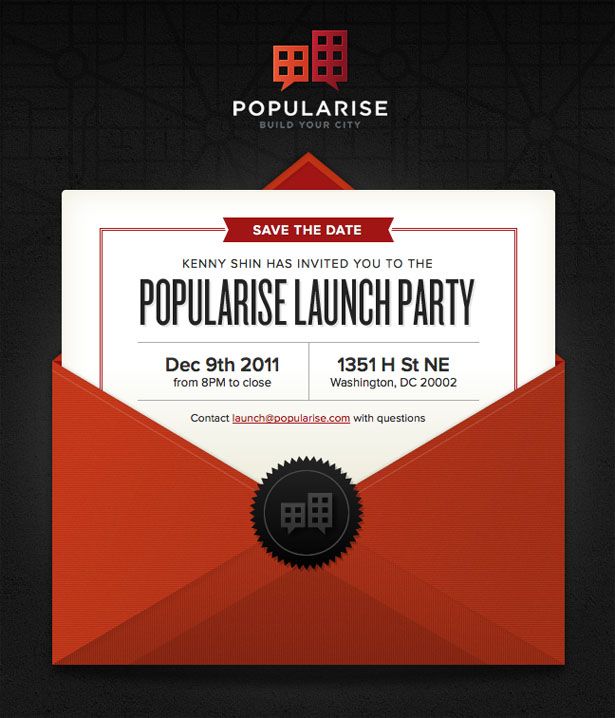 POPULARISE
BUILD YOUR CITY
SAVE THE DATE
KENNY SHIN HAS INVITED YOU TO THE
POPULARISE LAUNCH PARTY
Dec 9th 2011
from 8PM to close
1351 H St NE
Washington, DC 20002
Contact launch@popularise.com with questions